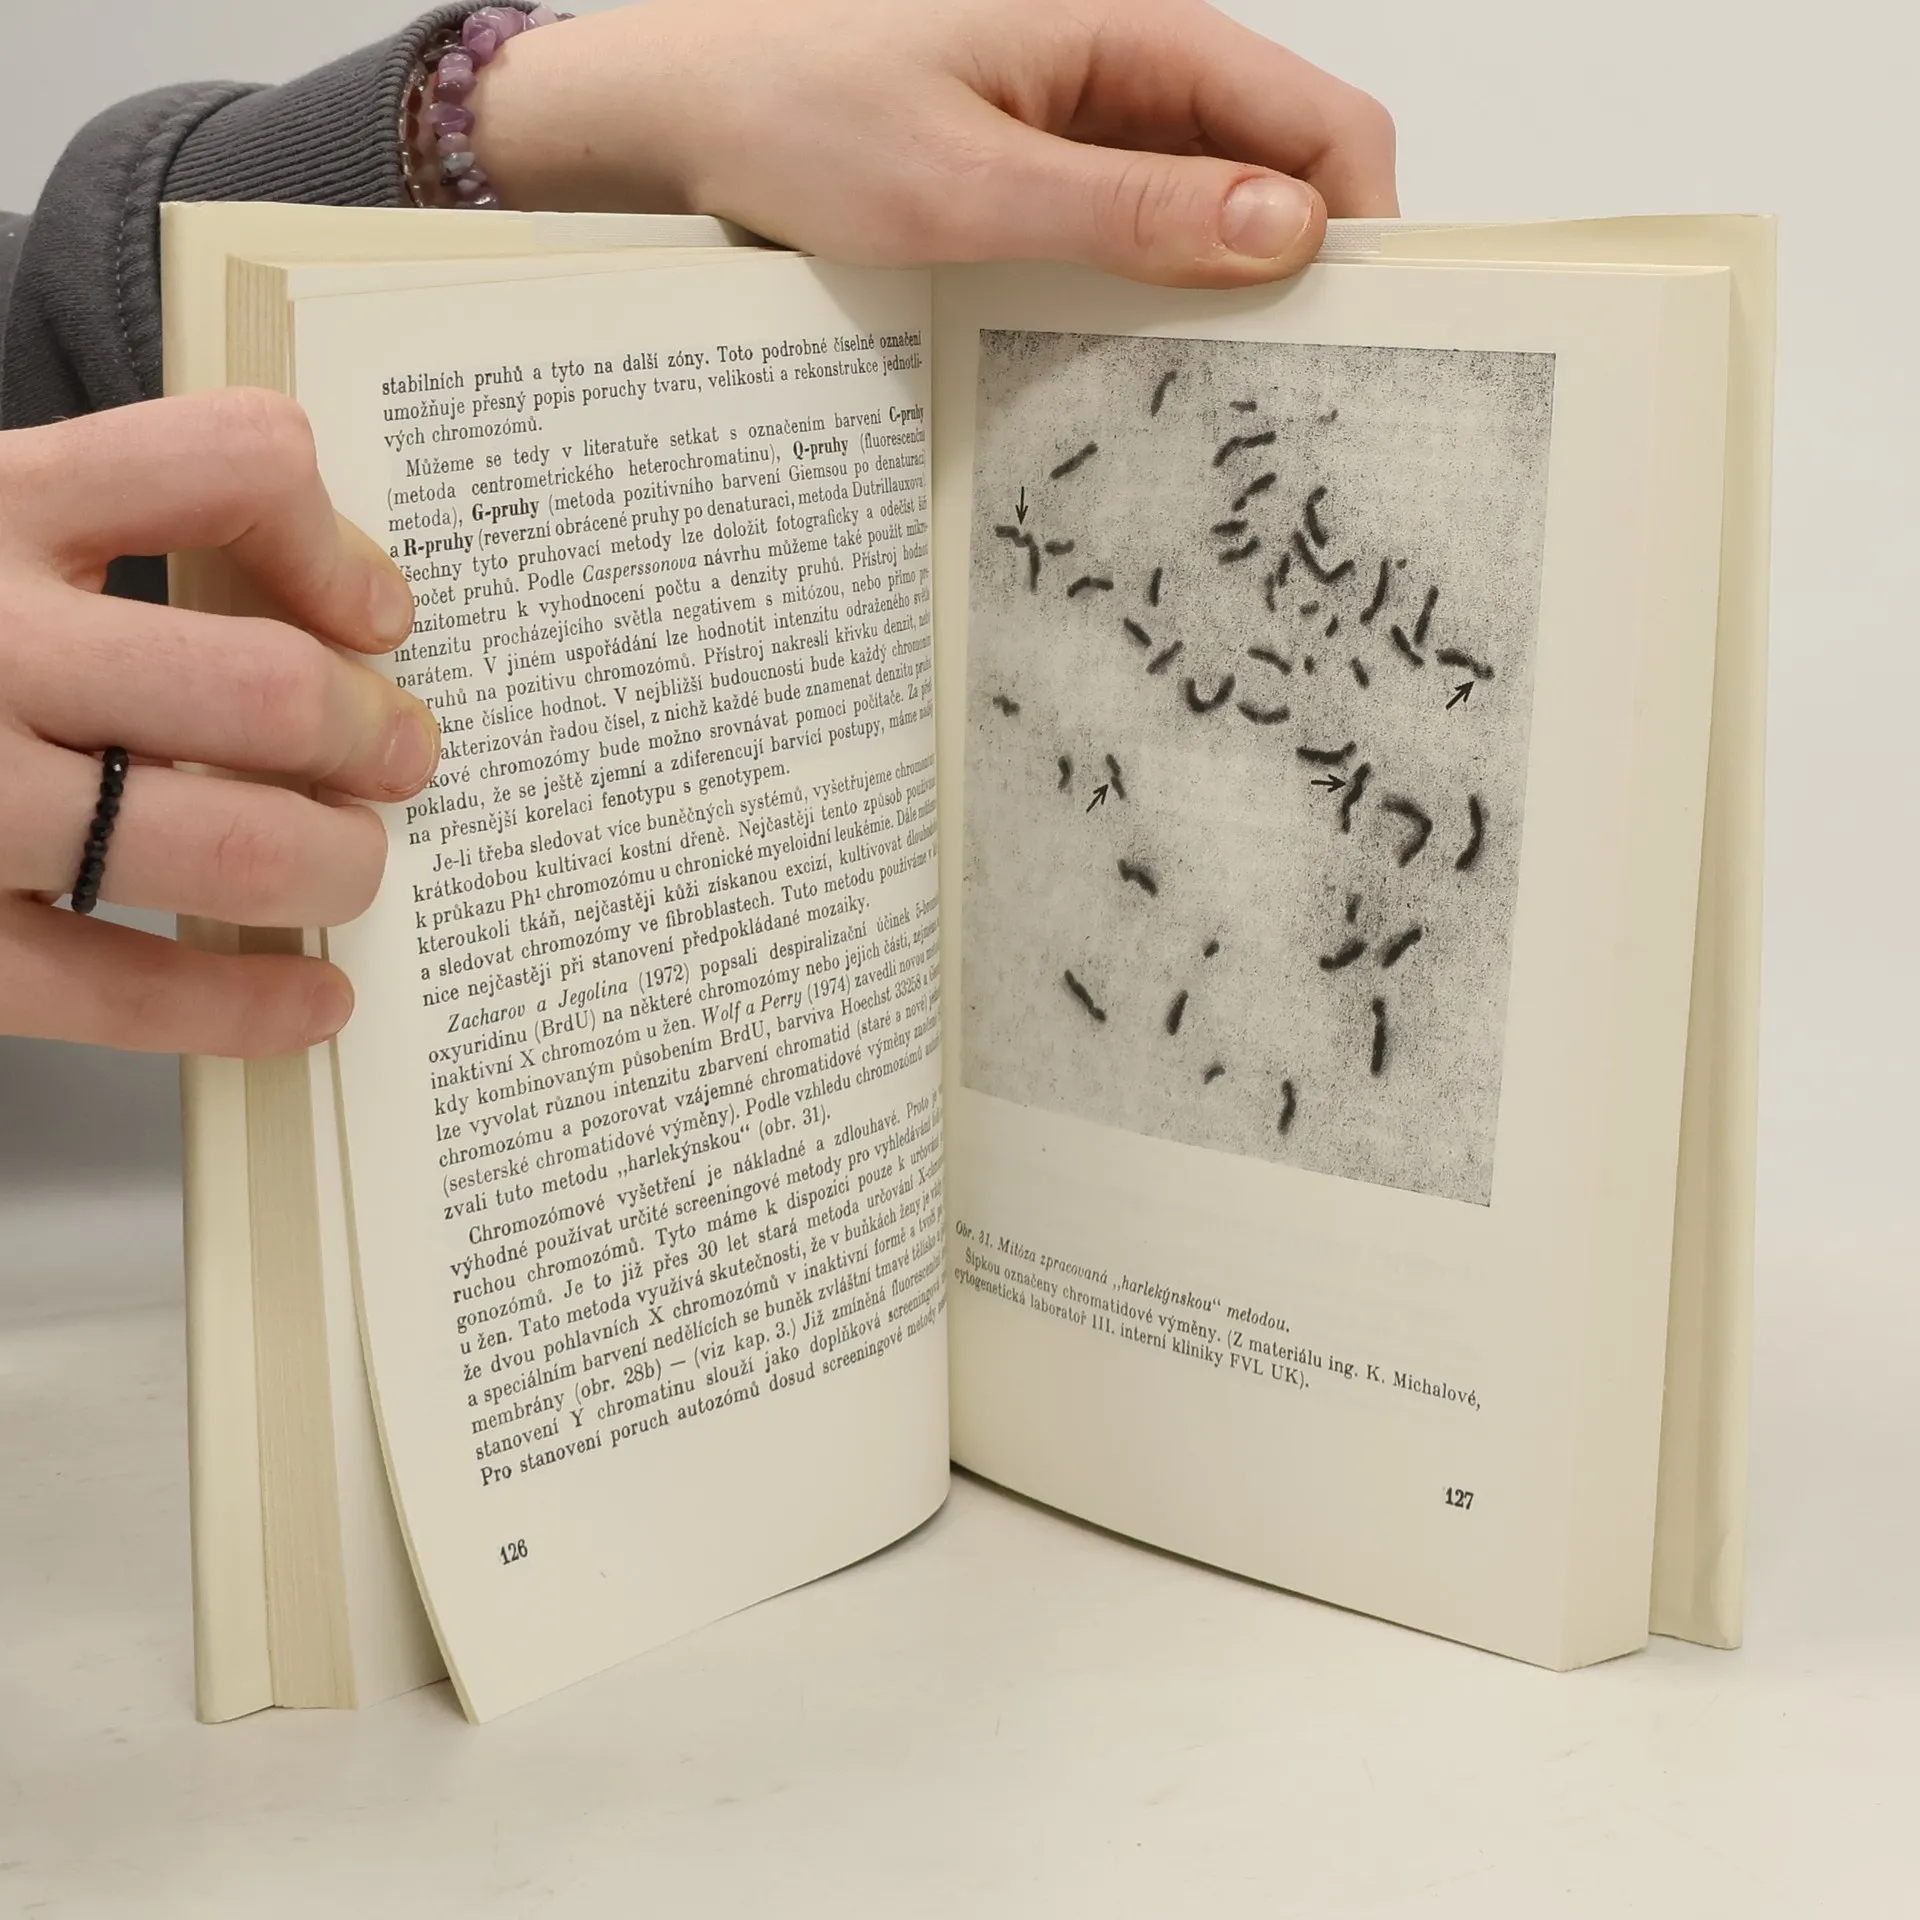 stabilních pruhů a tyto na další zóny. Toto podrobné číselné označení
umožňuje přesný popis poruchy tvaru, velikosti a rekonstrukce jednotli-
vých chromozómů.
Můžeme se tedy v literatuře setkat s označením barvení C-pruhy
(metoda centrometrického heterochromatinu), Q-pruhy (fluorescenční
metoda), G-pruhy (metoda pozitivního barvení Giemsou po denaturaci
a R-pruhy (reverzní obrácené pruhy po denaturaci, metoda Dutrillauxova
šechny tyto pruhovací metody lze doložit fotograficky a odečíst
počet pruhů. Podle Casperssonova návrhu můžeme také použít mikro-
nzitometru k vyhodnocení počtu a denzity pruhů. Přístroj hodnotí
intenzitu procházejícího světla negativem s mitózou, nebo přímo
parátem. V jiném uspořádání lze hodnotit intenzitu odraženého
ruhů na pozitivu chromozómů. Přístroj nakreslí křivku denzit,
skne číslice hodnot. V nejbližší budoucnosti bude každý chromozóm
akterizován řadou čísel, z nichž každé bude znamenat denzitu
kové chromozómy bude možno srovnávat pomocí počítače. Za
pokladu, že se ještě zjemní a zdiferencují barvící postupy, máme
na přesnější korelaci fenotypu s genotypem.
Je-li třeba sledovat více buněčných systémů, vyšetřujeme
krátkodobou kultivací kostní dřeně. Nejčastěji tento způsob
k průkazu Ph¹ chromozómu u chronické myeloidní leukémie. Dále
kteroukoli tkáň, nejčastěji kůži získanou excizí, kultivovat
a sledovat chromozómy ve fibroblastech. Tuto metodu používáme v
nice nejčastěji při stanovení předpokládané mozaiky.
Zacharov a Jegolina (1972) popsali despiralizační účinek
oxyuridinu (BrdU) na některé chromozómy nebo jejich části,
inaktivní X chromozóm u žen. Wolf a Perry (1974) zavedli novou
kdy kombinovaným působením BrdU, barviva Hoechst 33258 a
lze vyvolat různou intenzitu zbarvení chromatid (staré a nové)
chromozómu a pozorovat vzájemné chromatidové výměny
(sesterské chromatidové výměny). Podle vzhledu chromozómů
zvali tuto metodu „harlekýnskou“ (obr. 31).
Chromozómové vyšetření je nákladné a zdlouhavé. Proto je
výhodné používat určité screeningové metody pro vyhledávání
ruchou chromozómů. Tyto máme k dispozici pouze k určování
gonozómů. Je to již přes 30 let stará metoda určování
u žen. Tato metoda využívá skutečnosti, že v buňkách ženy je
že dvou pohlavních X chromozómů v inaktivní formě a tvoří
a speciálním barvení nedělících se buněk zvláštní tmavé tělísko
membrány (obr. 28b) — (viz kap. 3.) Již zmíněná fluorescenční
stanovení Y chromatinu slouží jako doplňková screeningová
Pro stanovení poruch autozómů dosud screeningové metody
126
Obr. 31. Mitóza zpracovaná „harlekýnskou“ metodou.
Šipkou označeny chromatidové výměny. (Z materiálu ing. K. Michalové,
cytogenetická laboratoř III. interní kliniky FVL UK).
127